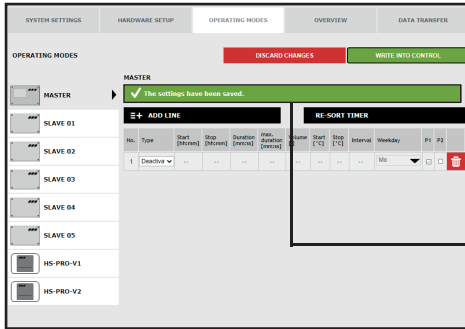 SYSTEM SETTINGS HARDWARE SETUP OPERATING MODES OVERVIEW DATA TRANSFER
OPERATING MODES DISCARD CHANGES WRITE INTO CONTROL
MASTER
The settings have been saved.
ADD LINE RE-SORT TIMER
No. Type Start [hh:mm] Stop [hh:mm] Duration [mm:ss] max. duration [mm:ss] Volume Start [°C] Stop [°C] Interval Weekday P1 P2
1 Deactiva -- -- -- -- -- -- -- -- Mo
MASTER
SLAVE 01
SLAVE 02
SLAVE 03
SLAVE 04
SLAVE 05
HS-PRO-V1
HS-PRO-V2